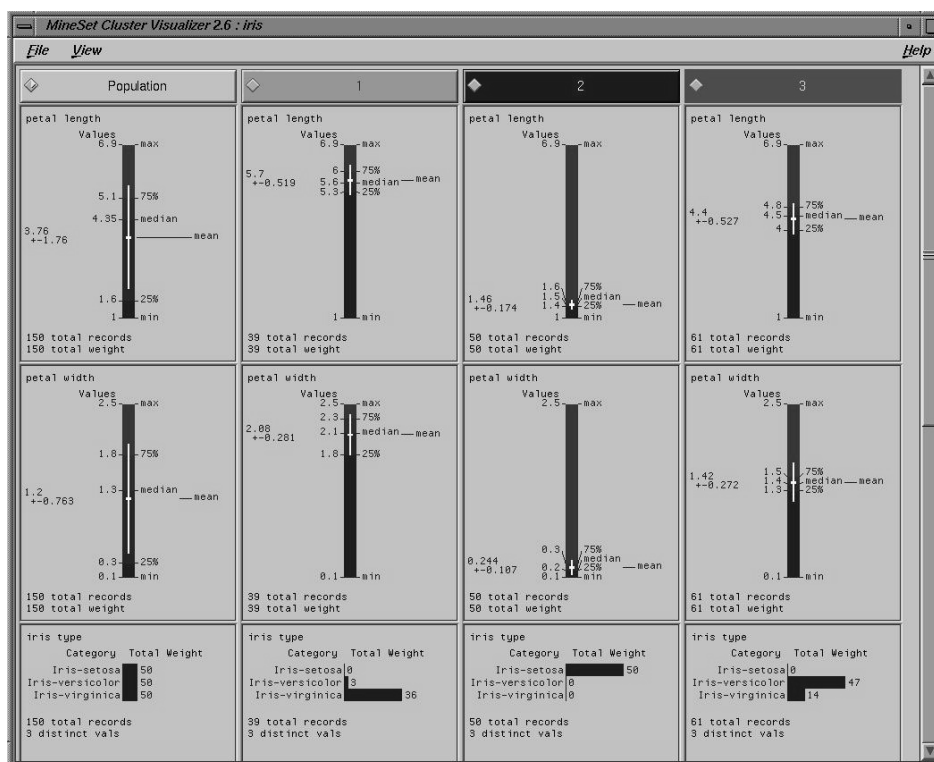 MineSet Cluster Visualizer 2.6 : iris
File View Help
Population
1
2
3
petal length
Values
6.9 max
5.1 75%
4.35 median
3.76
+-1.76
mean
1.6 25%
1 min
150 total records
150 total weight
petal length
Values
6.9 max
6 75%
5.7
+-0.519
5.6 median mean
5.3 25%
1 min
39 total records
39 total weight
petal length
Values
6.9 max
1.6 75%
1.5 median
1.46
+-0.174
1.4 25% mean
1 min
50 total records
50 total weight
petal length
Values
6.9 max
4.8 75%
4.4
+-0.527
4.5 median mean
4 25%
1 min
61 total records
61 total weight
petal width
Values
2.5 max
1.8 75%
1.3 median
1.2
+-0.763
mean
0.3 25%
0.1 min
150 total records
150 total weight
petal width
Values
2.5 max
2.3 75%
2.08
+-0.281
2.1 median mean
1.8 25%
0.1 min
39 total records
39 total weight
petal width
Values
2.5 max
0.3 75%
median
0.244
+-0.107
0.2 25% mean
0.1 min
50 total records
50 total weight
petal width
Values
2.5 max
1.5 75%
1.42
+-0.272
1.4 median mean
1.3 25%
0.1 min
61 total records
61 total weight
iris type
Category Total Weight
Iris-setosa 50
Iris-versicolor 50
Iris-virginica 50
150 total records
3 distinct vals
iris type
Category Total Weight
Iris-setosa 0
Iris-versicolor 3
Iris-virginica 36
39 total records
3 distinct vals
iris type
Category Total Weight
Iris-setosa 50
Iris-versicolor 0
Iris-virginica 0
50 total records
3 distinct vals
iris type
Category Total Weight
Iris-setosa 0
Iris-versicolor 47
Iris-virginica 14
61 total records
3 distinct vals